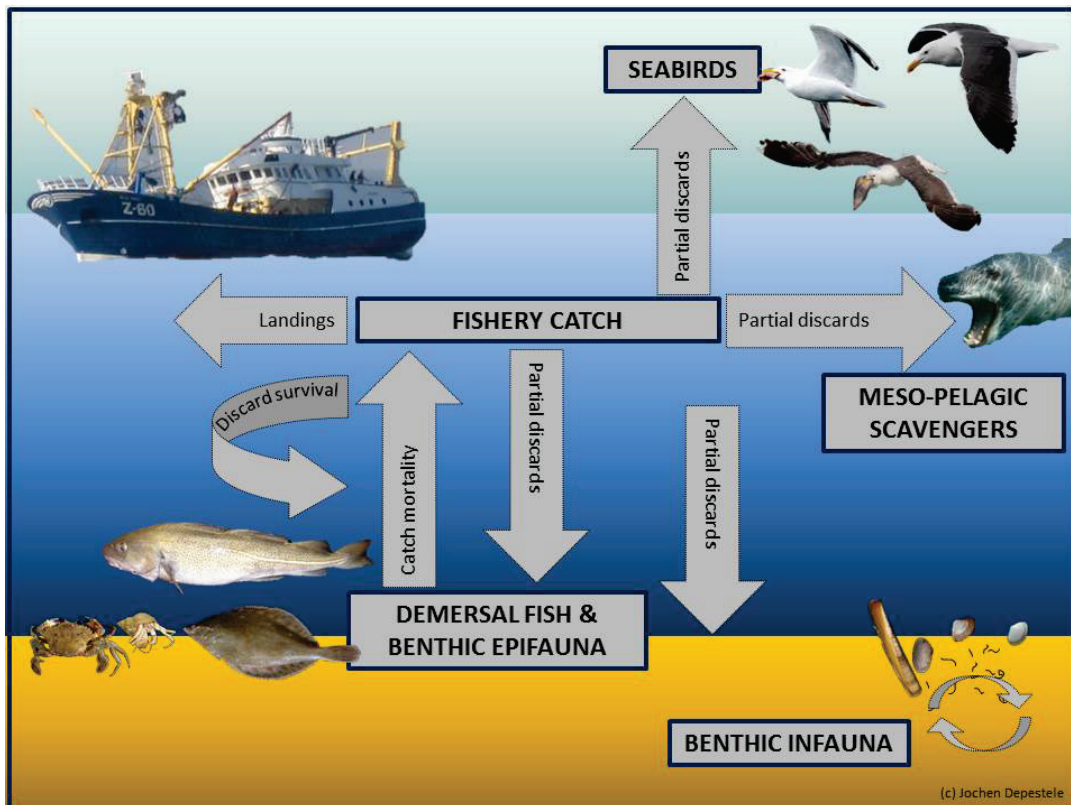 SEABIRDS
Z-60
Partial discards
Landings
FISHERY CATCH
Partial discards
Discard survival
Catch mortality
Partial discards
Partial discards
MESO-PELAGIC
SCAVENGERS
DEMERSAL FISH &
BENTHIC EPIFAUNA
BENTHIC INFAUNA
(c) Jochen Depestele